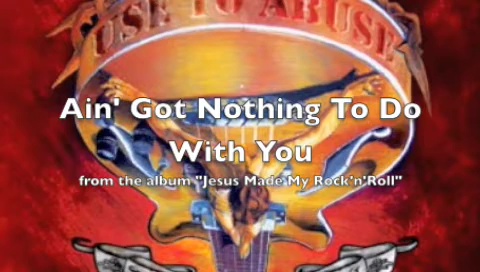 USE TO ABUSE
Ain' Got Nothing To Do
With You
from the album "Jesus Made My Rock'n'Roll"